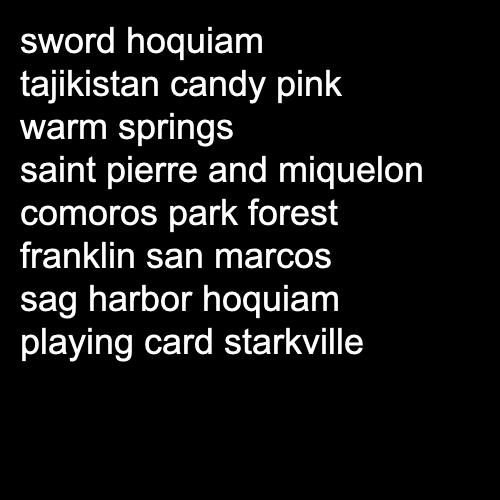 sword hoquiam
tajikistan candy pink
warm springs
saint pierre and miquelon
comoros park forest
franklin san marcos
sag harbor hoquiam
playing card starkville